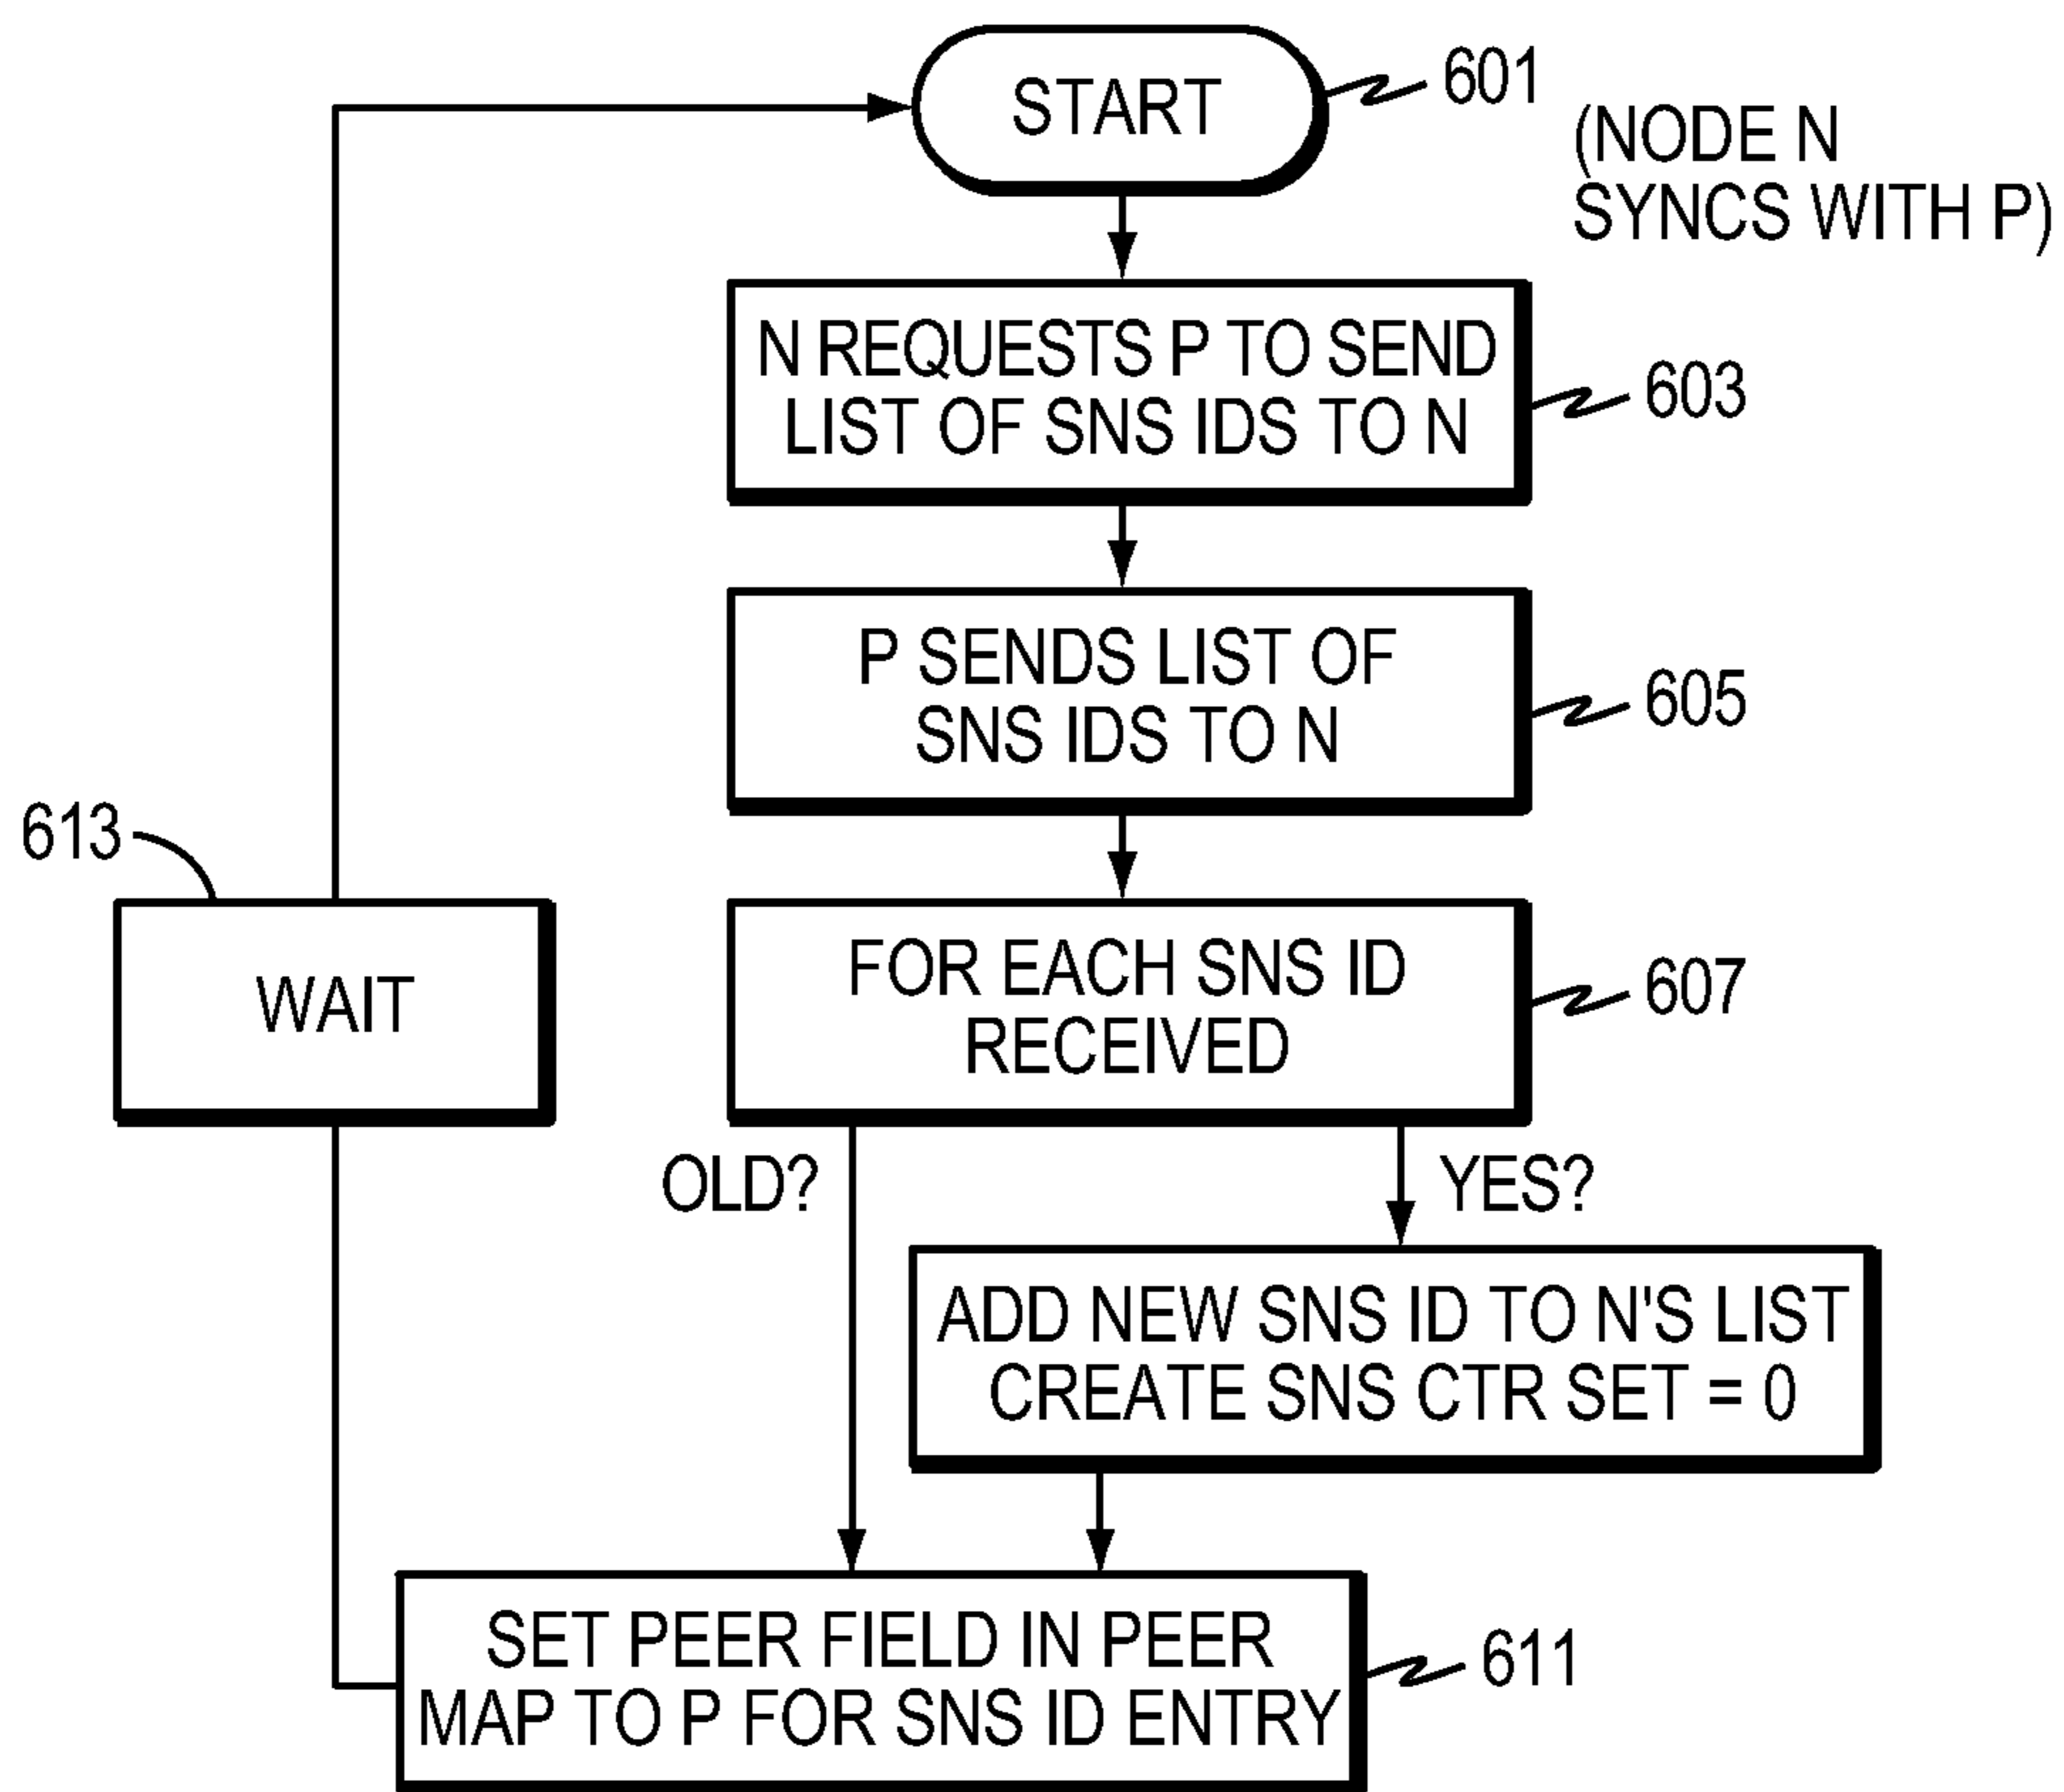 START
601
(NODE N
SYNCS WITH P)
N REQUESTS P TO SEND
LIST OF SNS IDS TO N
603
P SENDS LIST OF
SNS IDS TO N
605
613
WAIT
FOR EACH SNS ID
RECEIVED
607
OLD?
YES?
ADD NEW SNS ID TO N'S LIST
CREATE SNS CTR SET = 0
SET PEER FIELD IN PEER
MAP TO P FOR SNS ID ENTRY
611